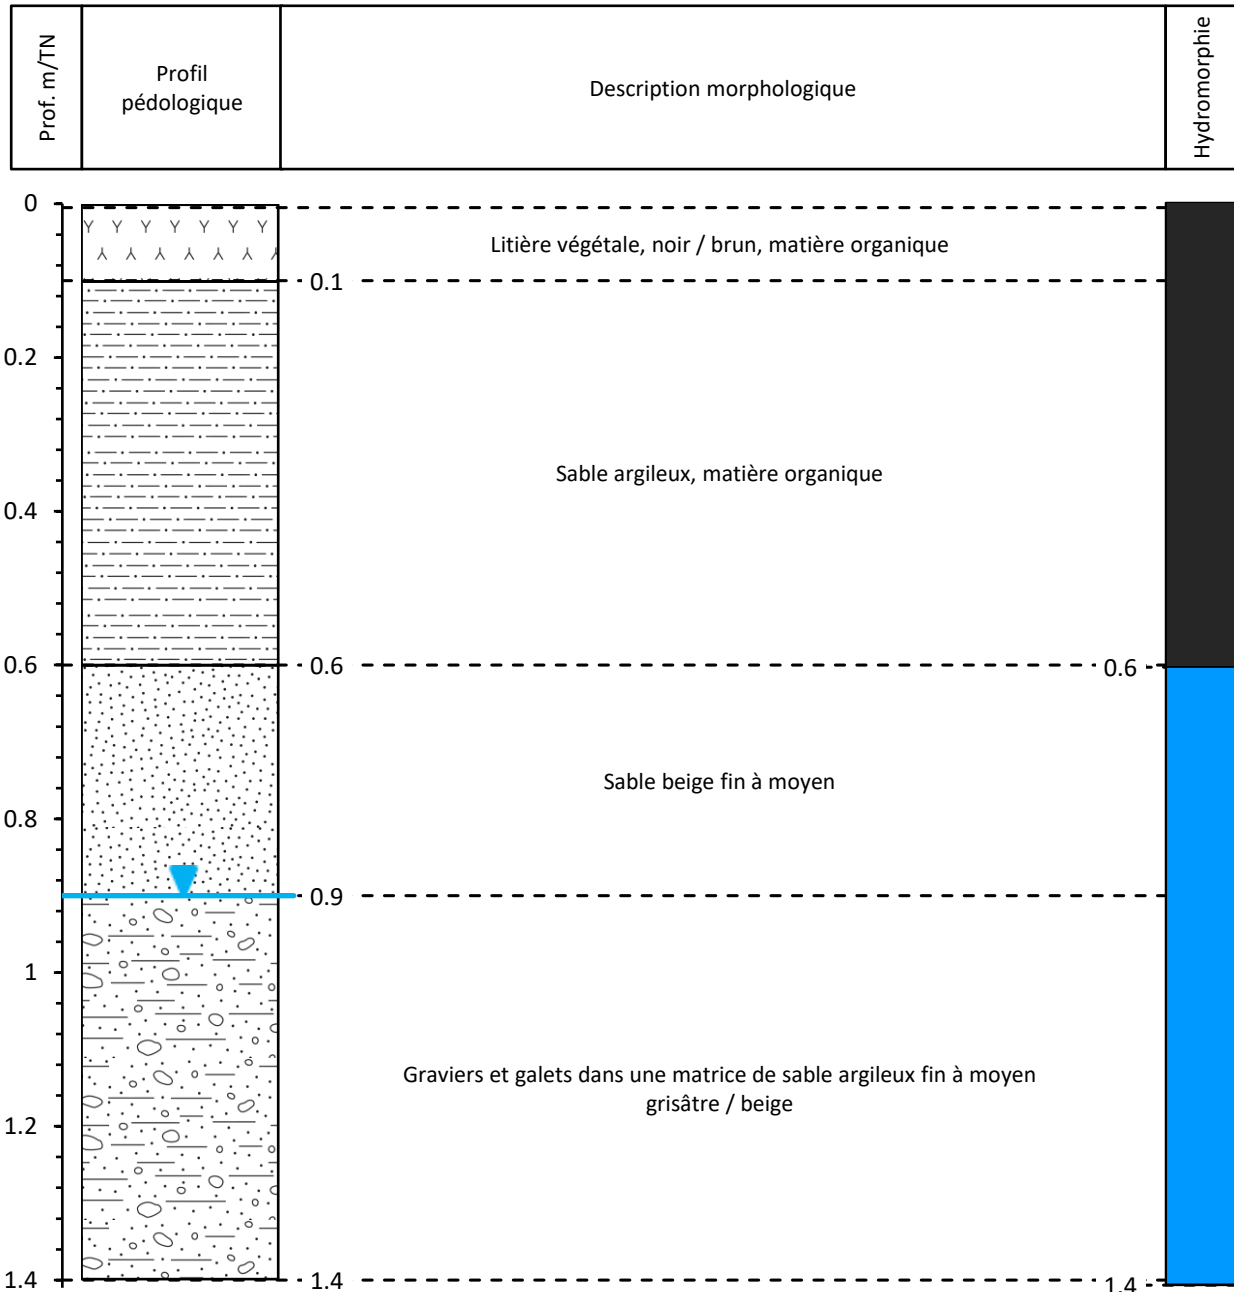 Prof. m/TN
Profil
pédologique
Description morphologique
Hydromorphie
0
Litière végétale, noir / brun, matière organique
0.1
0.2
Sable argileux, matière organique
0.4
0.6
0.6
0.6
Sable beige fin à moyen
0.8
0.9
1
Graviers et galets dans une matrice de sable argileux fin à moyen
grisâtre / beige
1.2
1.4
1.4
1.4